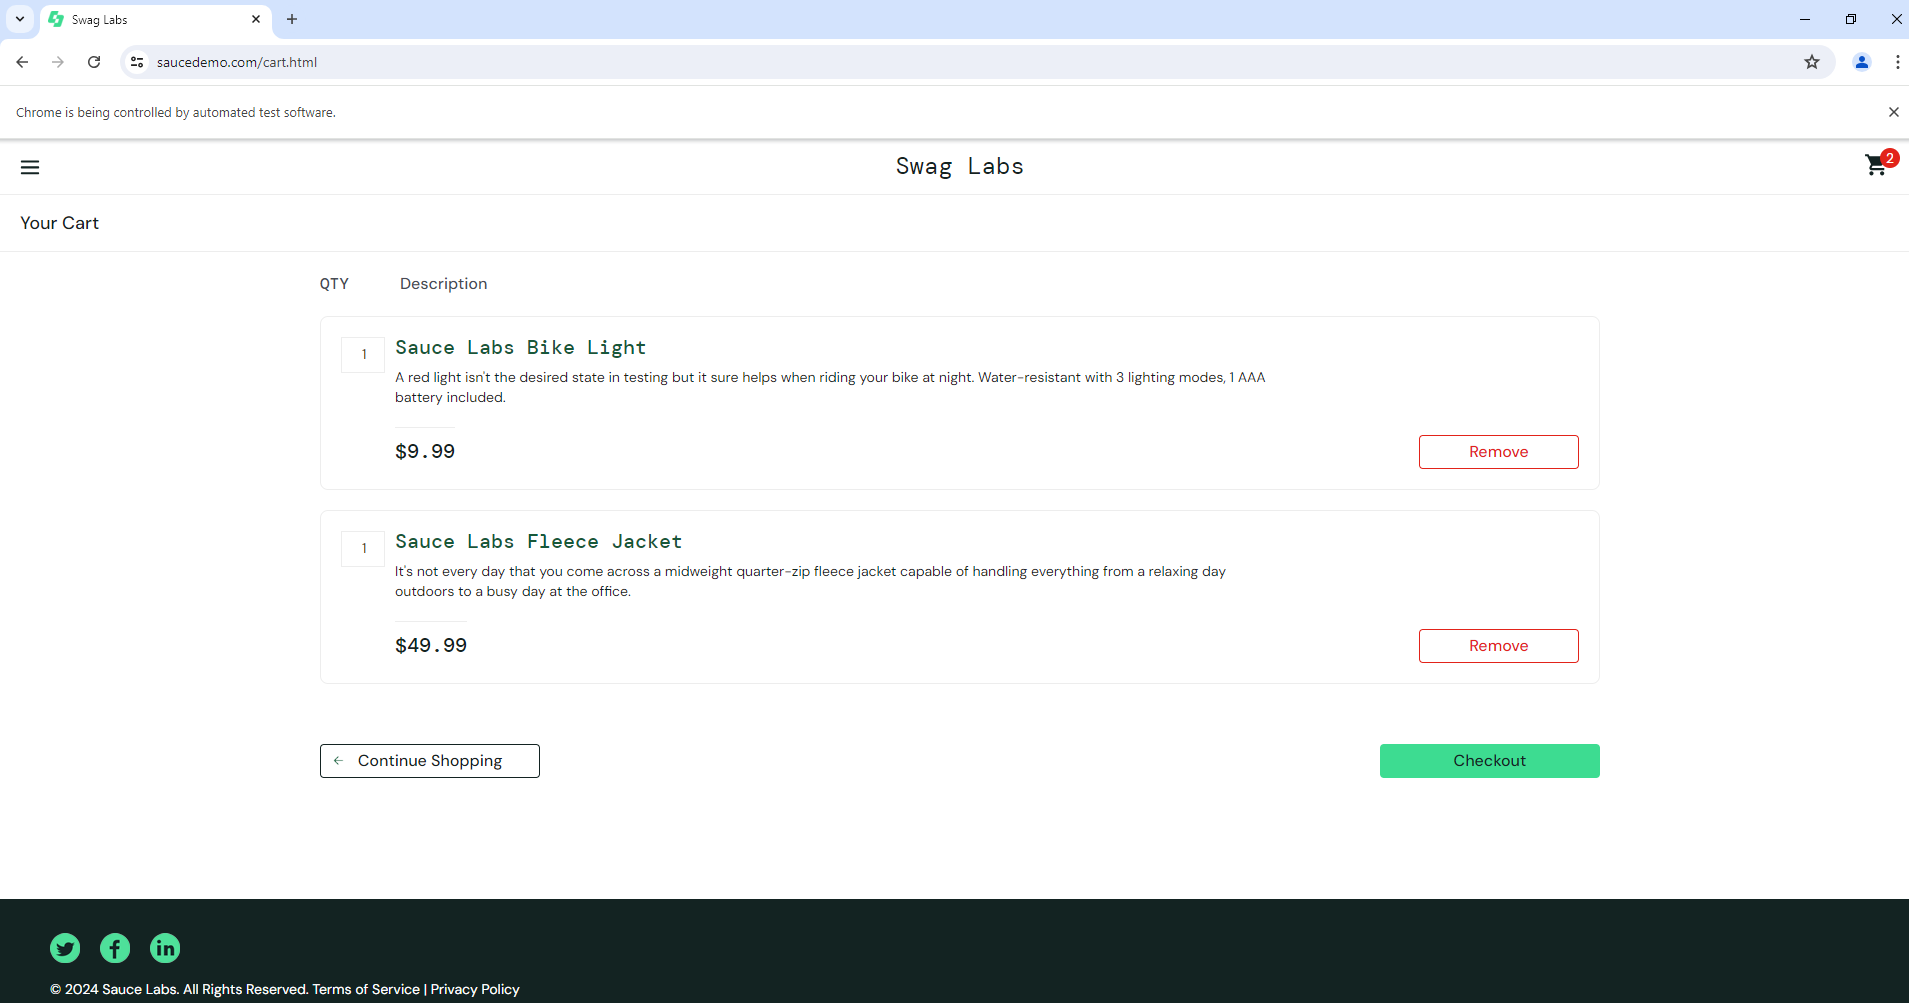 Swag Labs
saucedemo.com/cart.html
Chrome is being controlled by automated test software.
Swag Labs
2
Your Cart
QTY Description
1 Sauce Labs Bike Light
A red light isn't the desired state in testing but it sure helps when riding your bike at night. Water-resistant with 3 lighting modes, 1 AAA
battery included.
$9.99
Remove
1 Sauce Labs Fleece Jacket
It's not every day that you come across a midweight quarter-zip fleece jacket capable of handling everything from a relaxing day
outdoors to a busy day at the office.
$49.99
Remove
Continue Shopping
Checkout
© 2024 Sauce Labs. All Rights Reserved. Terms of Service | Privacy Policy